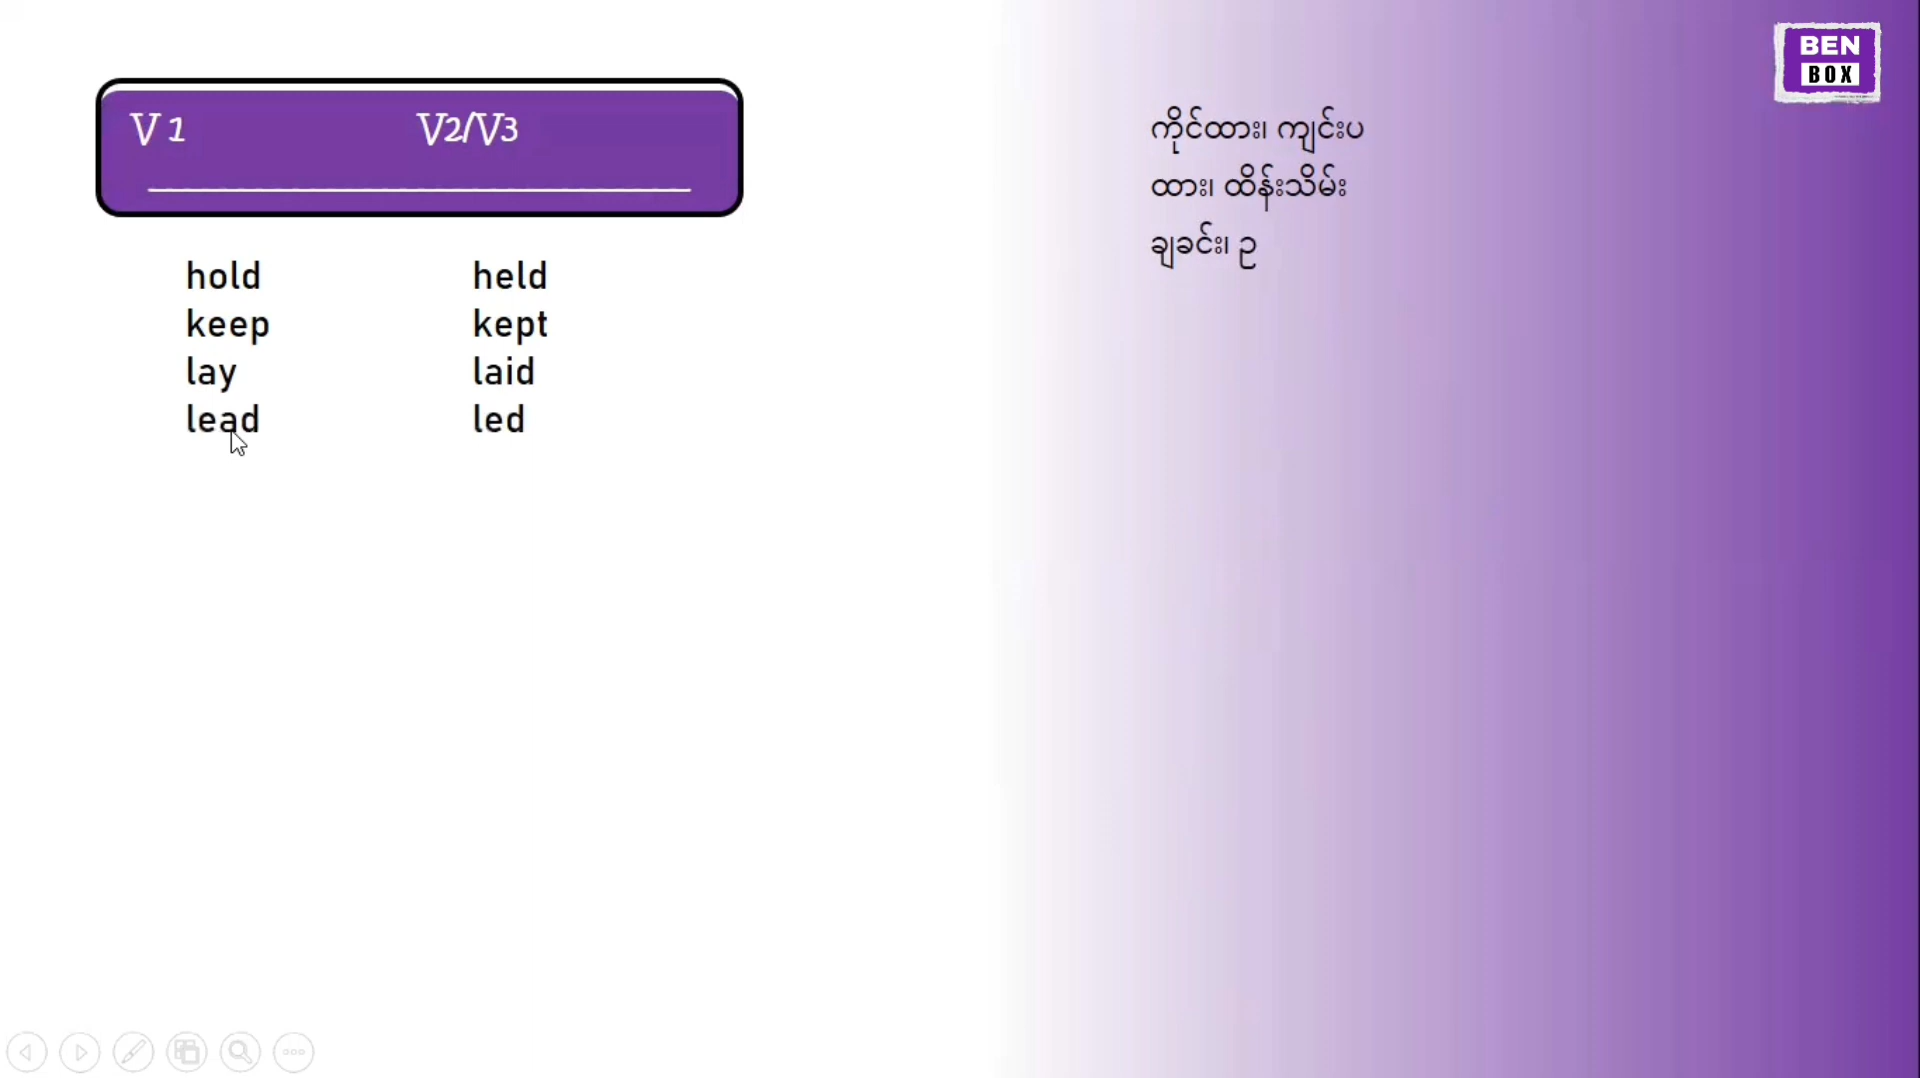 BEN
BOX
V 1 V2/V3
hold held
keep kept
lay laid
lead led
ကိုင်ထား၊ ကျင်းပ
ထား၊ ထိန်းသိမ်း
ချခင်း၊ ဥ